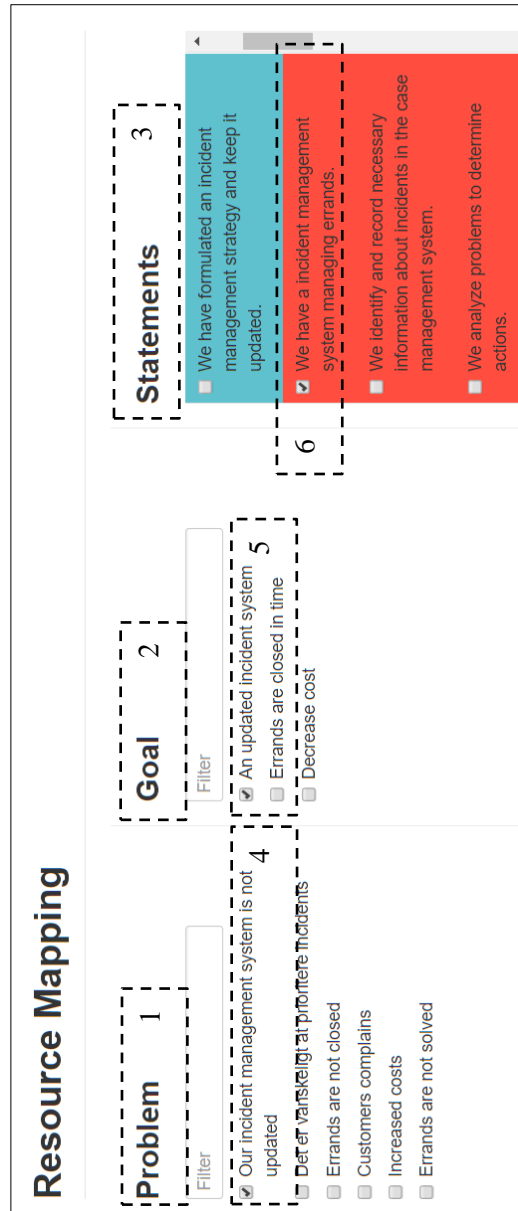 Resource Mapping
Problem 1
Filter
Our incident management system is not
updated
4
Det er vanskeligt at prioritere incidents
Errands are not closed
Customers complains
Increased costs
Errands are not solved
Goal 2
Filter
An updated incident system
Errands are closed in time
5
Decrease cost
Statements 3
We have formulated an incident
management strategy and keep it
updated.
6
We have a incident management
system managing errands.
We identify and record necessary
information about incidents in the case
management system.
We analyze problems to determine
actions.